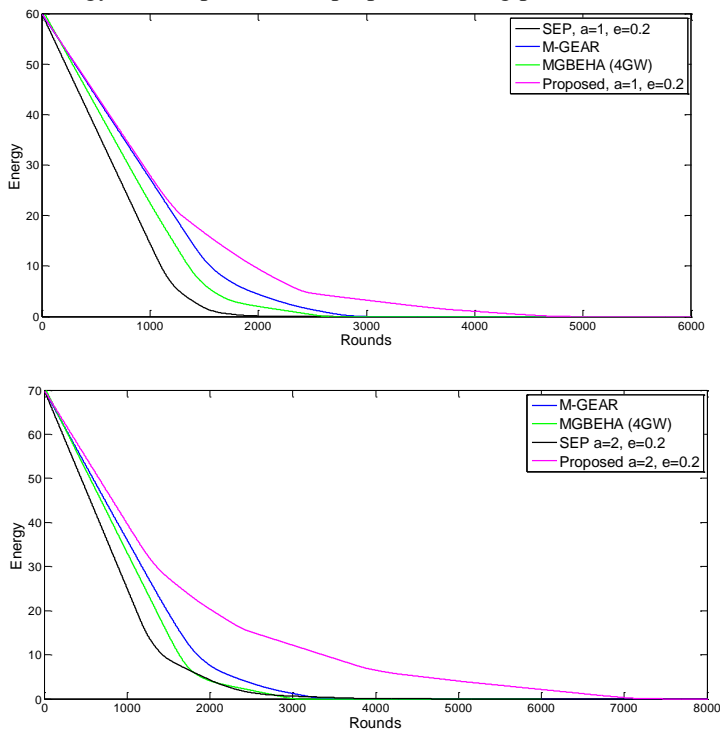 60
50
40
30
20
10
0
Energy
SEP, a=1, e=0.2
M-GEAR
MGBEHA (4GW)
Proposed, a=1, e=0.2
0 1000 2000 3000 4000 5000 6000
Rounds
70
60
50
40
30
20
10
0
Energy
M-GEAR
MGBEHA (4GW)
SEP a=2, e=0.2
Proposed a=2, e=0.2
0 1000 2000 3000 4000 5000 6000 7000 8000
Rounds